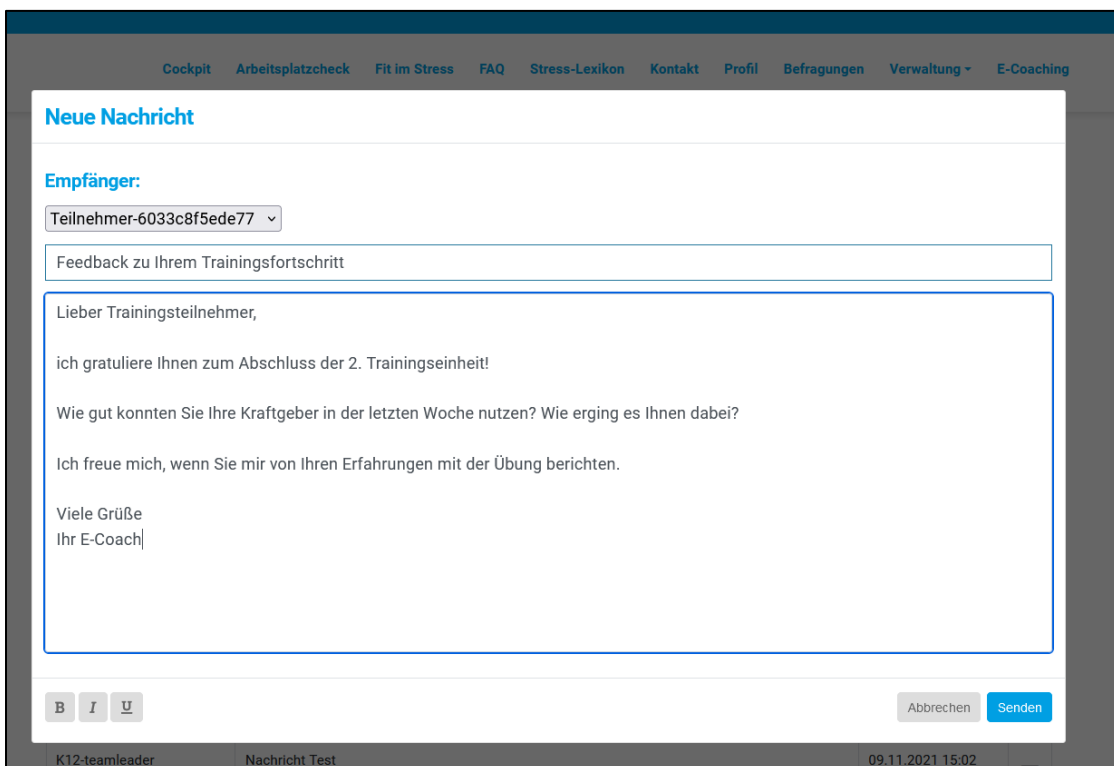 Cockpit Arbeitsplatzcheck Fit im Stress FAQ Stress-Lexikon Kontakt Profil Befragungen Verwaltung E-Coaching
Neue Nachricht
Empfänger:
Teilnehmer-6033c8f5ede77
Feedback zu Ihrem Trainingsfortschritt
Lieber Trainingsteilnehmer,
ich gratuliere Ihnen zum Abschluss der 2. Trainingseinheit!
Wie gut konnten Sie Ihre Kraftgeber in der letzten Woche nutzen? Wie erging es Ihnen dabei?
Ich freue mich, wenn Sie mir von Ihren Erfahrungen mit der Übung berichten.
Viele Grüße
Ihr E-Coach
B I U Abbrechen Senden
K12-teamleader Nachricht Test 09.11.2021 15:02